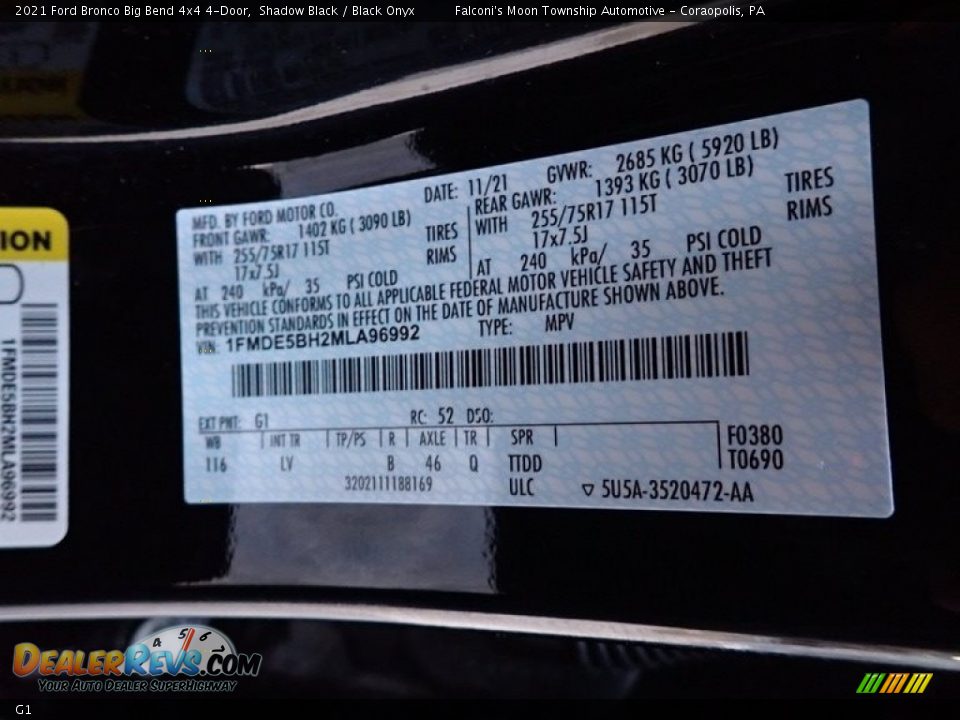 2021 Ford Bronco Big Bend 4x4 4-Door, Shadow Black / Black Onyx Falconi's Moon Township Automotive - Coraopolis, PA
MFD. BY FORD MOTOR CO. DATE: 11/21 GVWR: 2685 KG ( 5920 LB)
FRONT GAWR: 1402 KG ( 3090 LB) REAR GAWR: 1393 KG ( 3070 LB)
WITH 255/75R17 115T TIRES WITH 255/75R17 115T TIRES
17x7.5J RIMS 17x7.5J RIMS
AT 240 kPa/ 35 PSI COLD AT 240 kPa/ 35 PSI COLD
THIS VEHICLE CONFORMS TO ALL APPLICABLE FEDERAL MOTOR VEHICLE SAFETY AND THEFT
PREVENTION STANDARDS IN EFFECT ON THE DATE OF MANUFACTURE SHOWN ABOVE.
VIN: 1FMDE5BH2MLA96992 TYPE: MPV
EXT PNT: G1 RC: 52 DSO:
WB INT TR TP/PS R AXLE TR SPR F0380
116 LV B 46 Q TTDD T0690
3202111188169 ULC 5U5A-3520472-AA
ION
1FMDE5BH2MLA96992
4 5 6
DEALERREVS.COM
Your Auto Dealer SuperHighway
G1